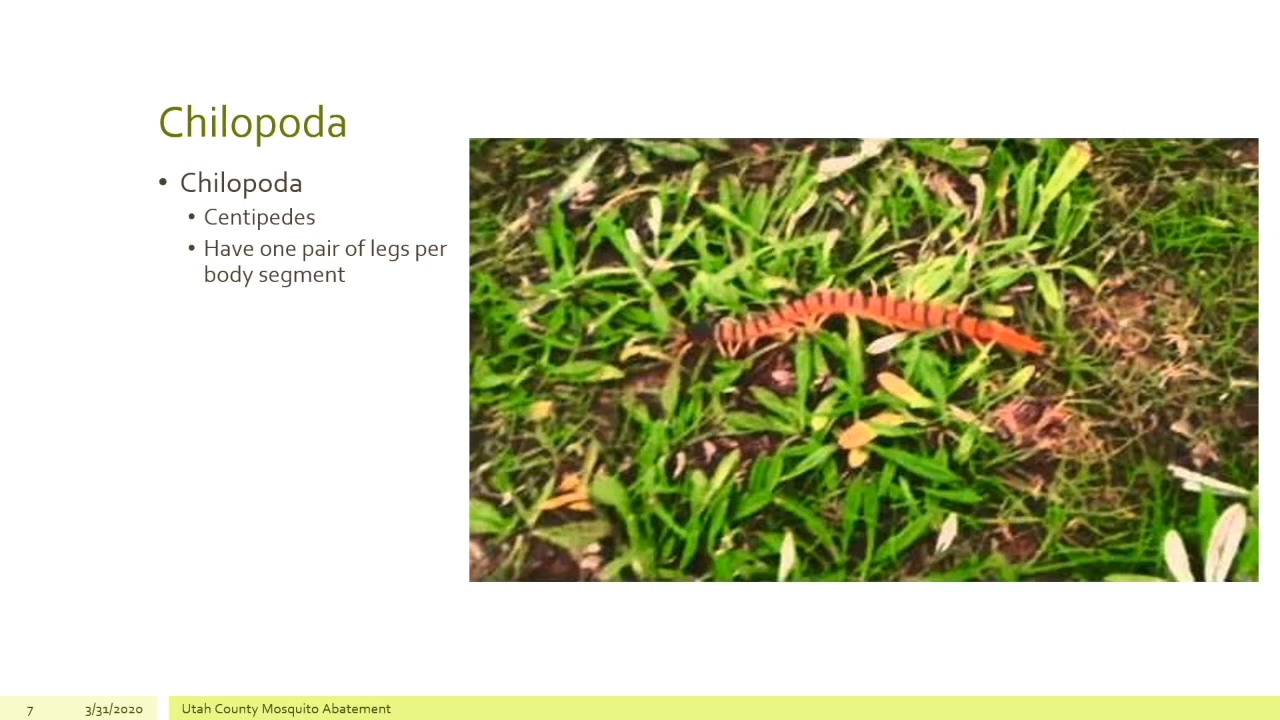 Chilopoda
• Chilopoda
• Centipedes
• Have one pair of legs per
body segment
7 3/31/2020 Utah County Mosquito Abatement